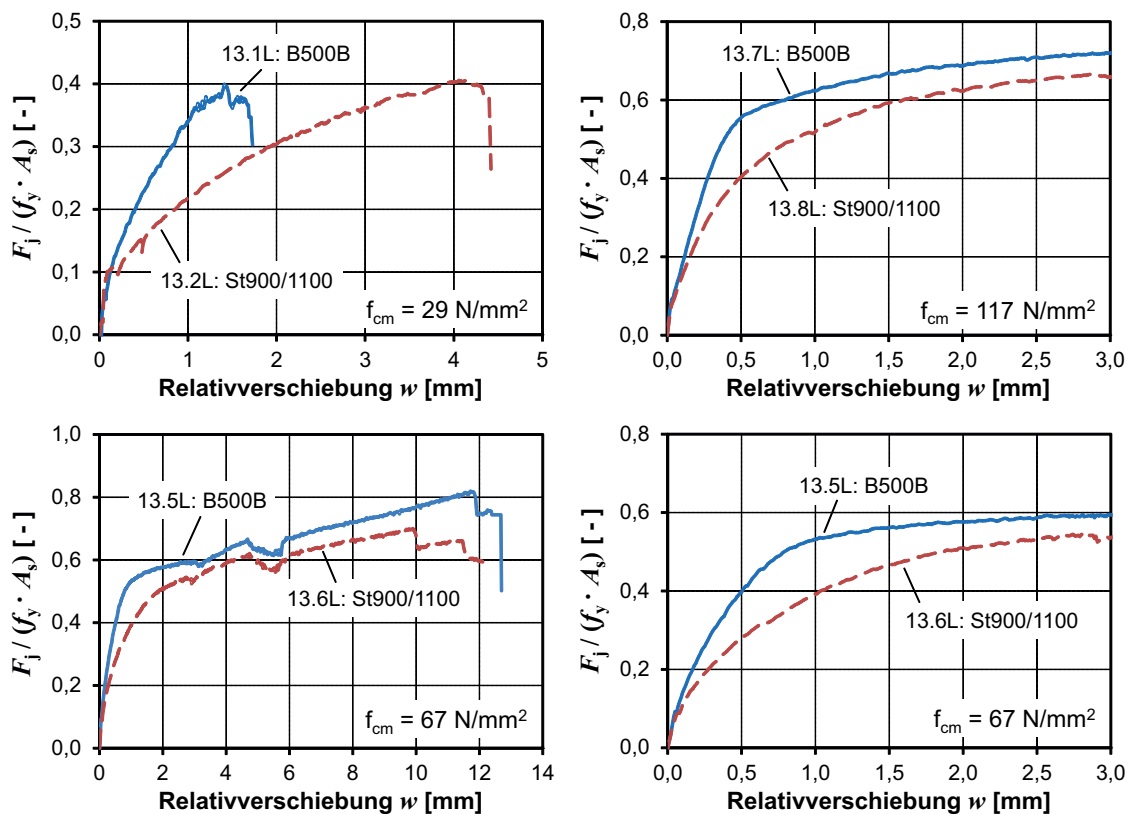 0,5
0,4
0,3
0,2
0,1
0,0
F_j / (f_y · A_s) [ - ]
13.1L: B500B
13.2L: St900/1100
f_cm = 29 N/mm²
0 1 2 3 4 5
Relativverschiebung w [mm]
0,8
0,6
0,4
0,2
0,0
F_j / (f_y · A_s) [ - ]
13.7L: B500B
13.8L: St900/1100
f_cm = 117 N/mm²
0,0 0,5 1,0 1,5 2,0 2,5 3,0
Relativverschiebung w [mm]
1,0
0,8
0,6
0,4
0,2
0,0
F_j / (f_y · A_s) [ - ]
13.5L: B500B
13.6L: St900/1100
f_cm = 67 N/mm²
0 2 4 6 8 10 12 14
Relativverschiebung w [mm]
0,8
0,6
0,4
0,2
0,0
F_j / (f_y · A_s) [ - ]
13.5L: B500B
13.6L: St900/1100
f_cm = 67 N/mm²
0,0 0,5 1,0 1,5 2,0 2,5 3,0
Relativverschiebung w [mm]